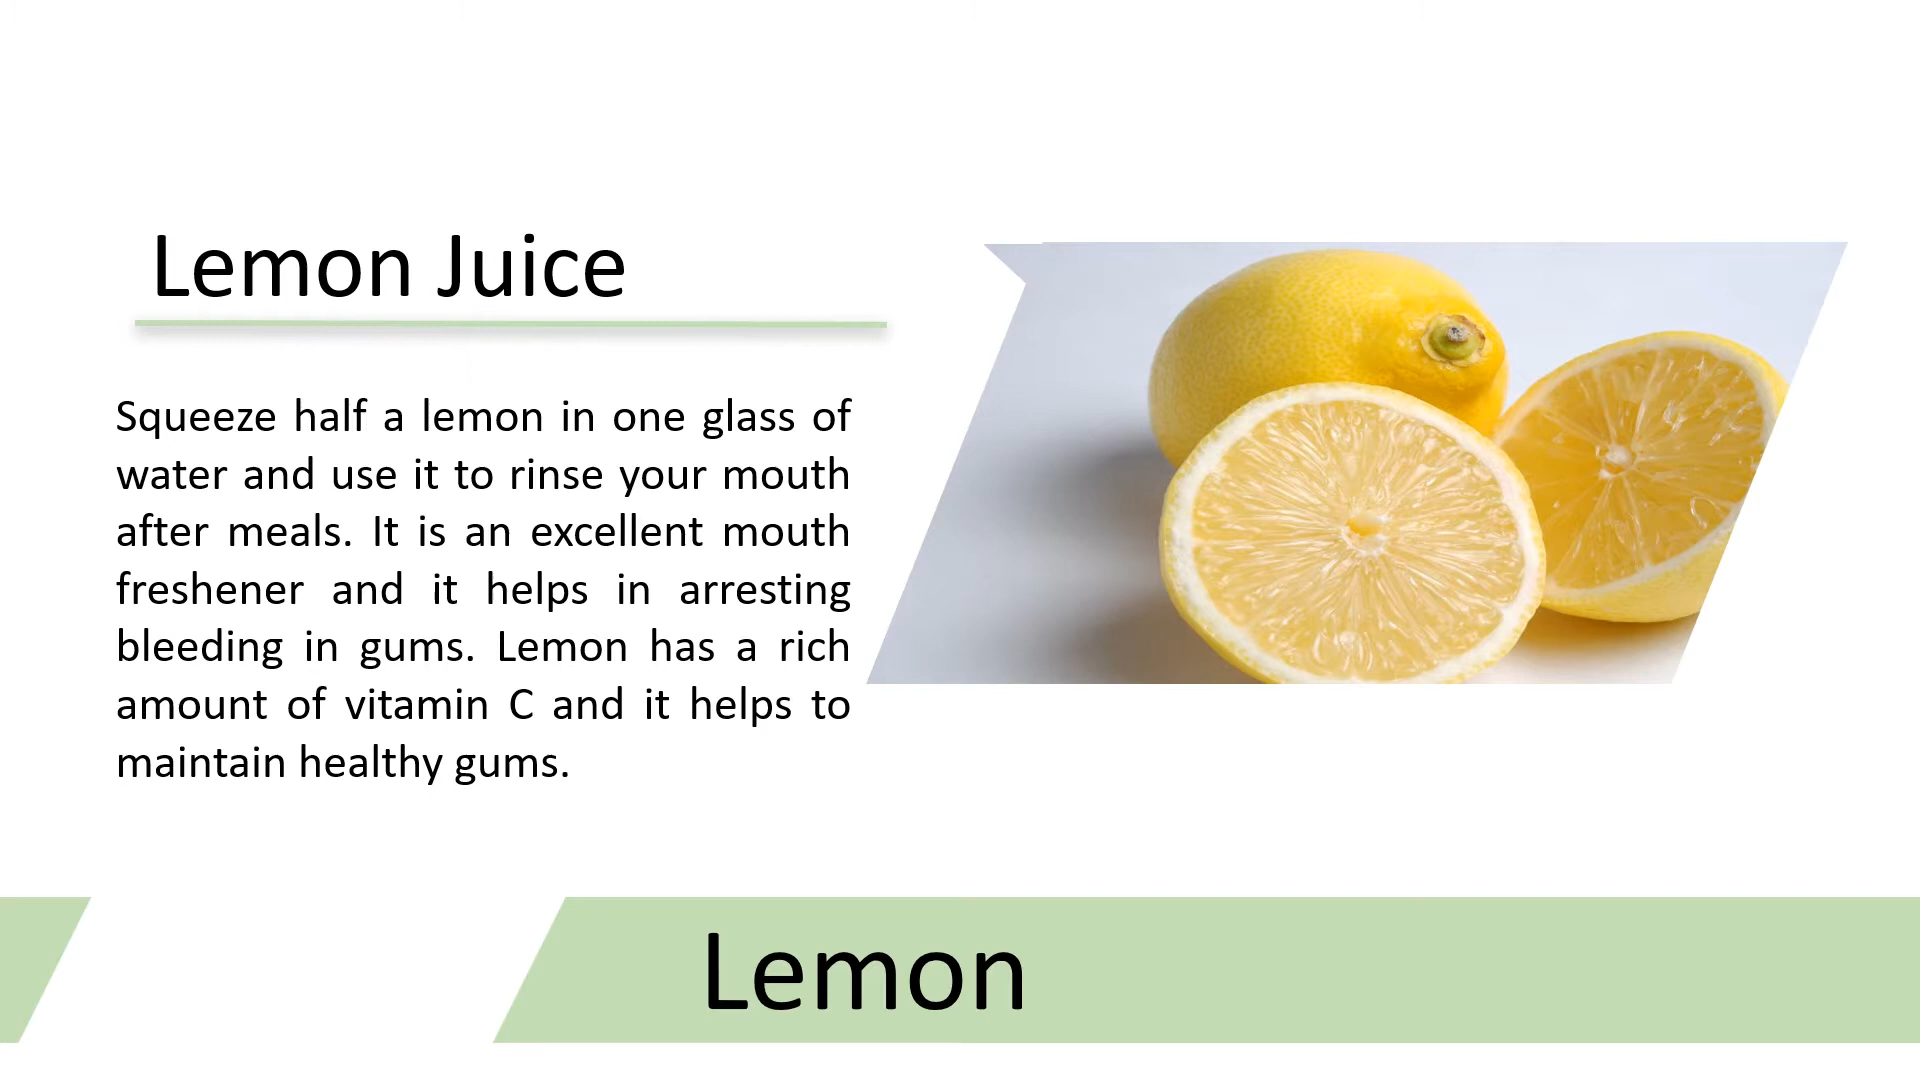 Lemon Juice
Squeeze half a lemon in one glass of
water and use it to rinse your mouth
after meals. It is an excellent mouth
freshener and it helps in arresting
bleeding in gums. Lemon has a rich
amount of vitamin C and it helps to
maintain healthy gums.
Lemon